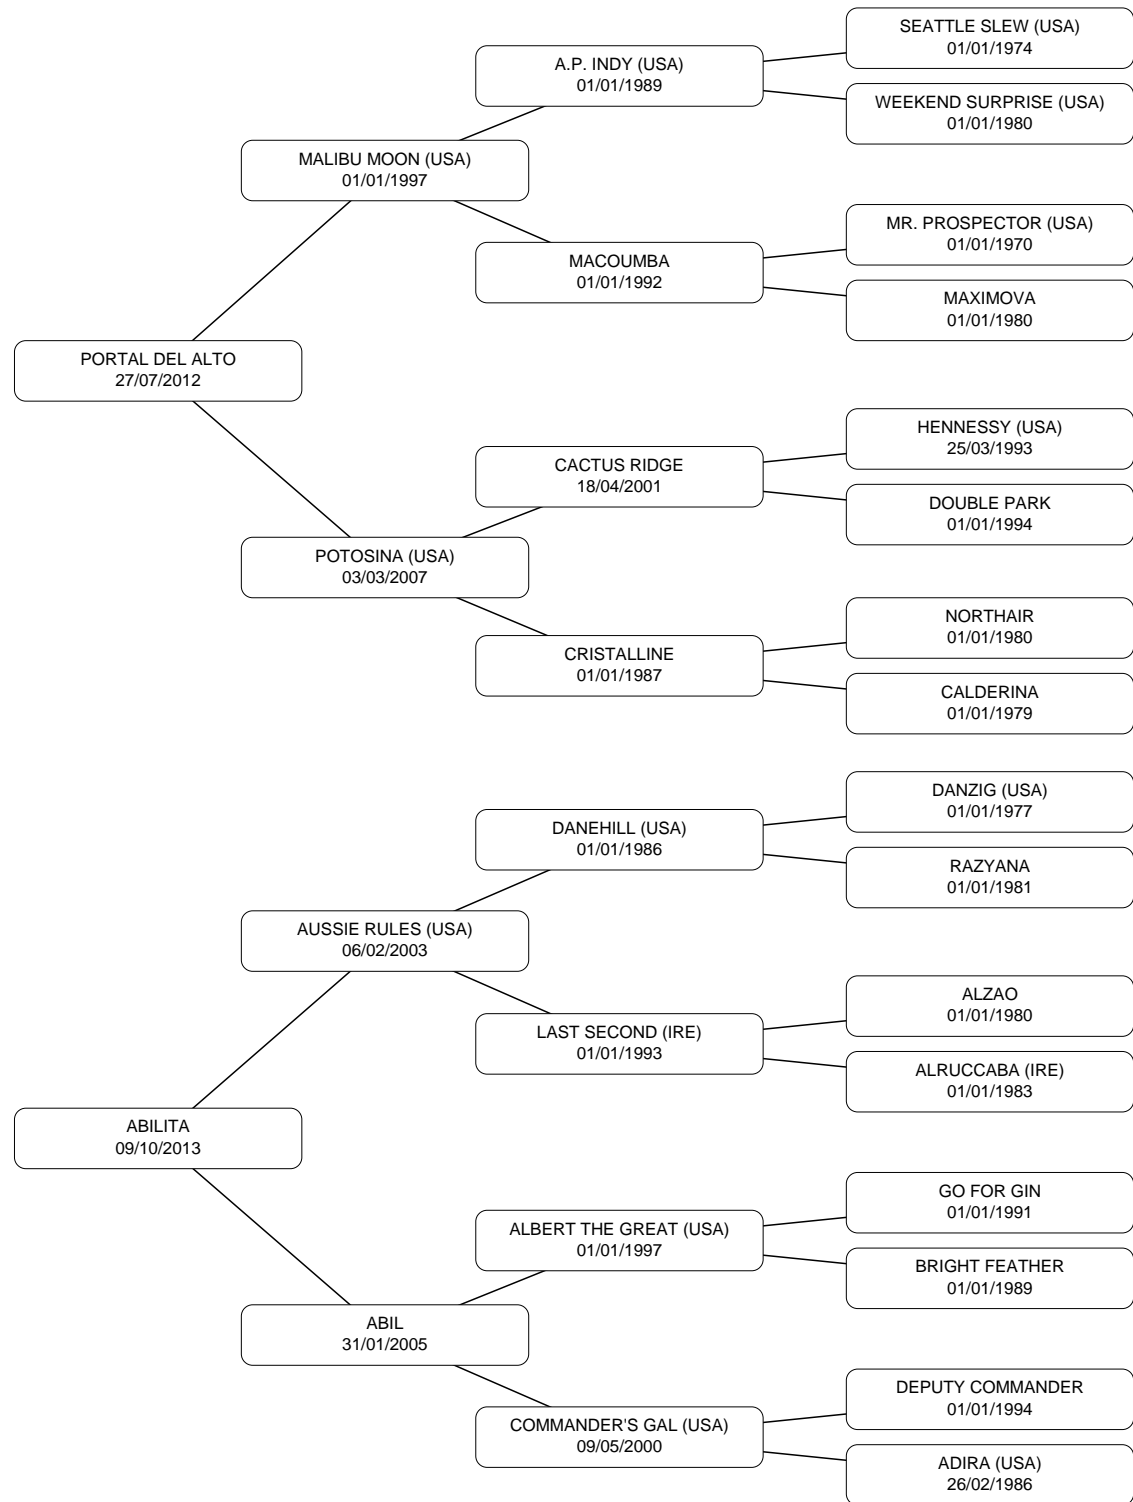 SEATTLE SLEW (USA)
01/01/1974
A.P. INDY (USA)
01/01/1989
WEEKEND SURPRISE (USA)
01/01/1980
MALIBU MOON (USA)
01/01/1997
MR. PROSPECTOR (USA)
01/01/1970
MACOUMBA
01/01/1992
MAXIMOVA
01/01/1980
PORTAL DEL ALTO
27/07/2012
HENNESSY (USA)
25/03/1993
CACTUS RIDGE
18/04/2001
DOUBLE PARK
01/01/1994
POTOSINA (USA)
03/03/2007
NORTHAIR
01/01/1980
CRISTALLINE
01/01/1987
CALDERINA
01/01/1979
DANZIG (USA)
01/01/1977
DANEHILL (USA)
01/01/1986
RAZYANA
01/01/1981
AUSSIE RULES (USA)
06/02/2003
ALZAO
01/01/1980
LAST SECOND (IRE)
01/01/1993
ALRUCCABA (IRE)
01/01/1983
ABILITA
09/10/2013
GO FOR GIN
01/01/1991
ALBERT THE GREAT (USA)
01/01/1997
BRIGHT FEATHER
01/01/1989
ABIL
31/01/2005
DEPUTY COMMANDER
01/01/1994
COMMANDER'S GAL (USA)
09/05/2000
ADIRA (USA)
26/02/1986